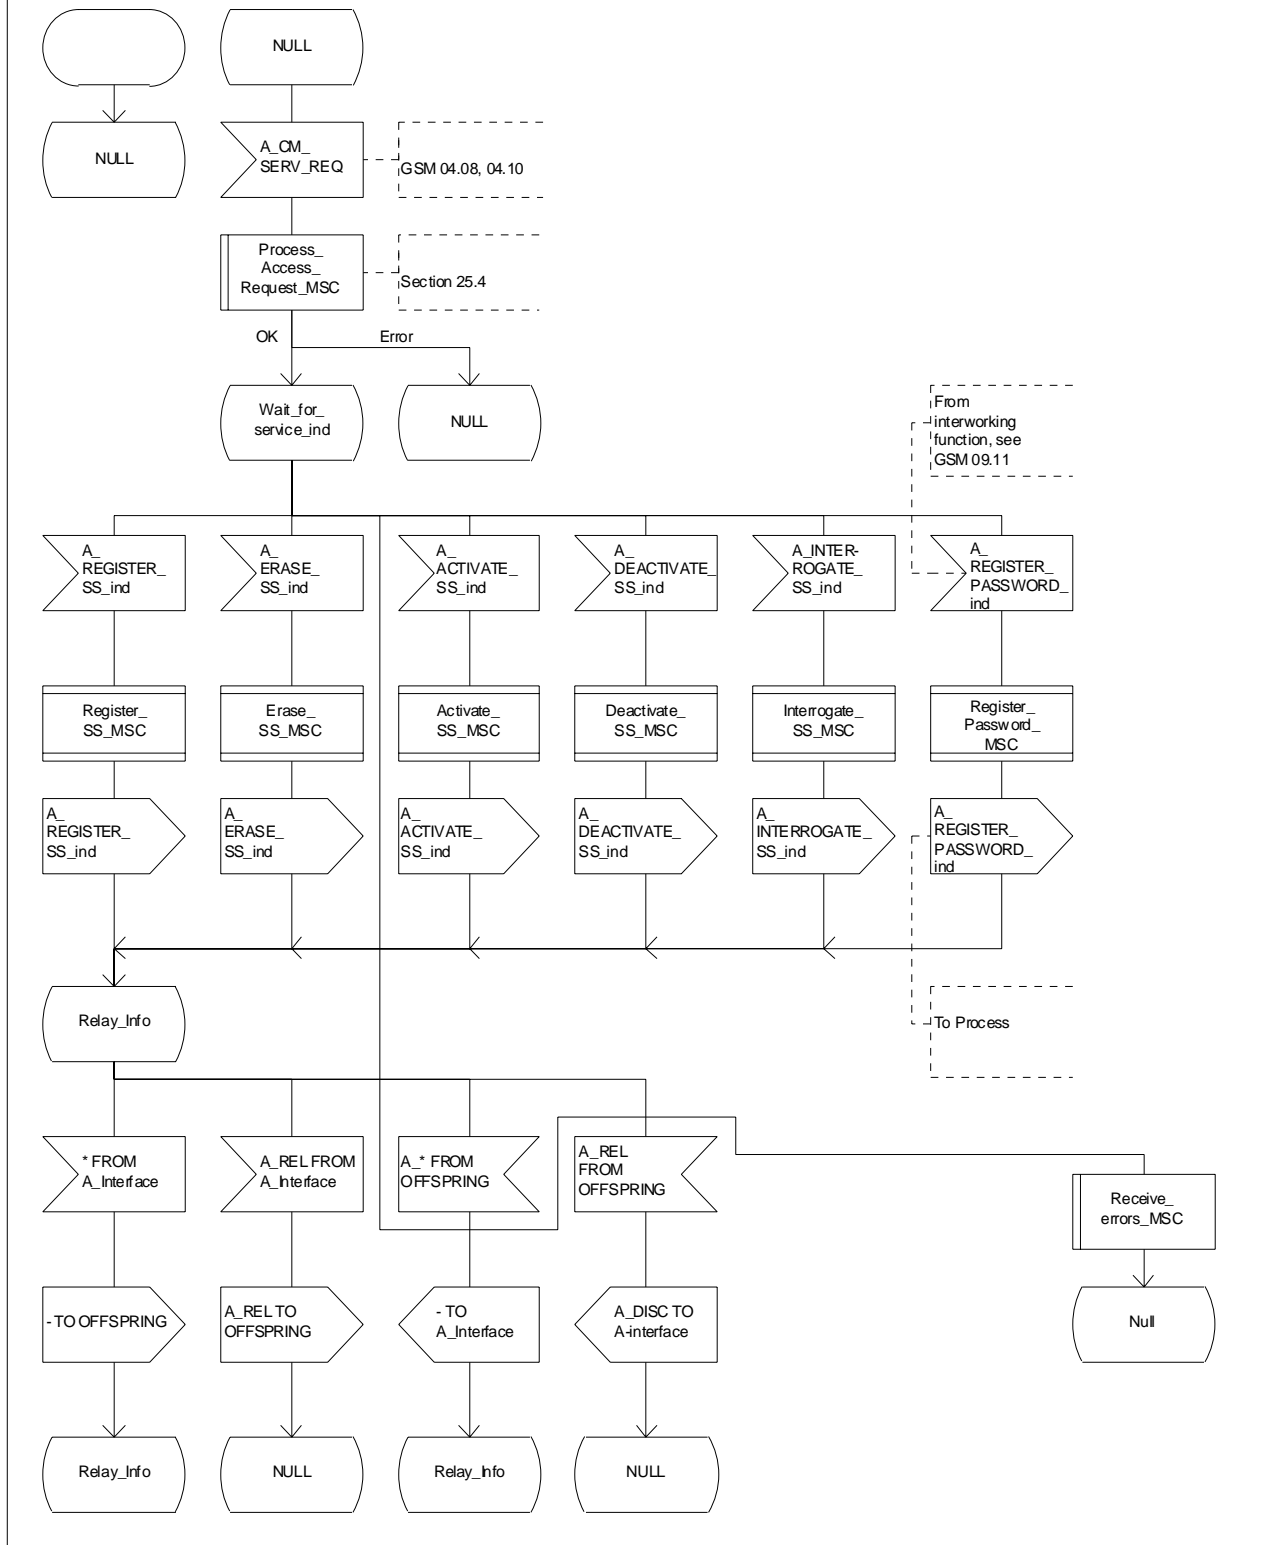 NULL
NULL
A_CM_
SERV_REQ
GSM 04.08, 04.10
Process_
Access_
Request_MSC
Section 25.4
OK
Error
Wait_for_
service_ind
NULL
From
interworking
function, see
GSM 09.11
A_
REGISTER_
SS_ind
A_
ERASE_
SS_ind
A_
ACTIVATE_
SS_ind
A_
DEACTIVATE_
SS_ind
A_INTER-
ROGATE_
SS_ind
A_
REGISTER_
PASSWORD_
ind
Register_
SS_MSC
Erase_
SS_MSC
Activate_
SS_MSC
Deactivate_
SS_MSC
Interrogate_
SS_MSC
Register_
Password_
MSC
A_
REGISTER_
SS_ind
A_
ERASE_
SS_ind
A_
ACTIVATE_
SS_ind
A_
DEACTIVATE_
SS_ind
A_
INTERROGATE_
SS_ind
A_
REGISTER_
PASSWORD_
ind
Relay_Info
To Process
* FROM
A_Interface
A_REL FROM
A_Interface
A_* FROM
OFFSPRING
A_REL
FROM
OFFSPRING
Receive_
errors_MSC
- TO OFFSPRING
A_REL TO
OFFSPRING
- TO
A_Interface
A_DISC TO
A-interface
Null
Relay_Info
NULL
Relay_Info
NULL